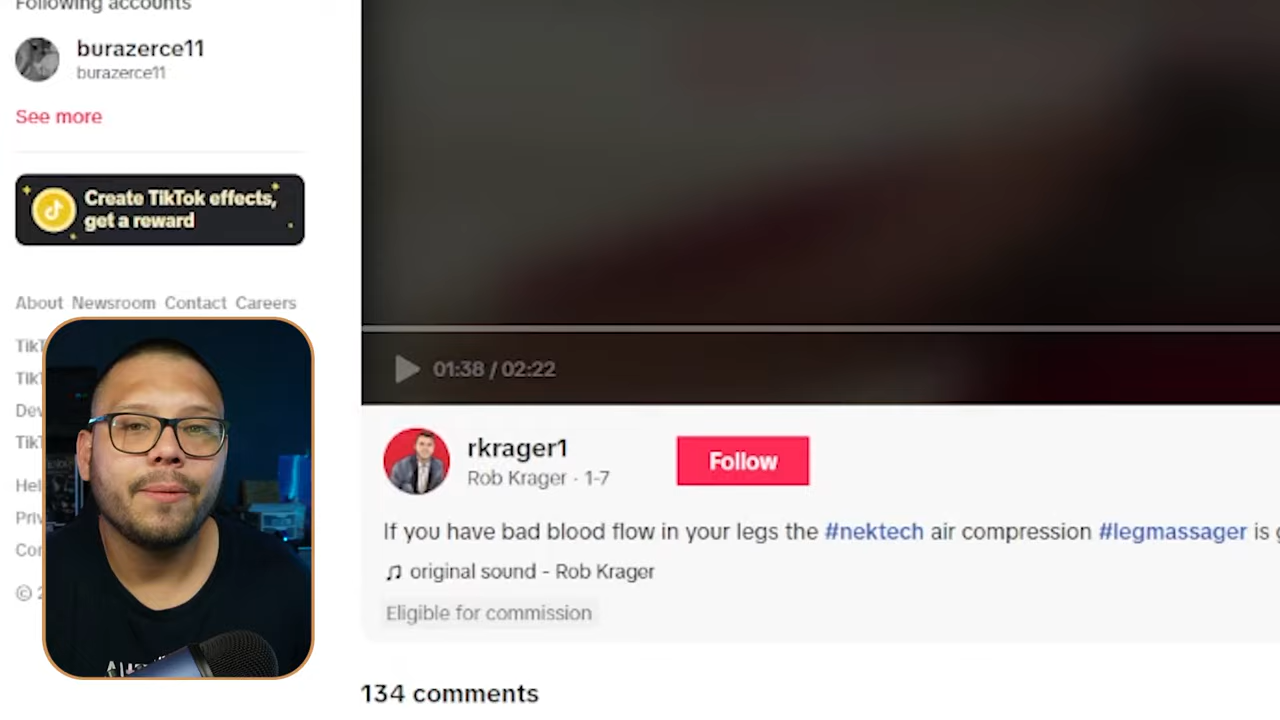 Following accounts
burazerce11
burazerce11
See more
Create TikTok effects,
get a reward
About Newsroom Contact Careers
01:38 / 02:22
rkrager1
Rob Krager · 1-7
Follow
If you have bad blood flow in your legs the #nektech air compression #legmassager is
original sound - Rob Krager
Eligible for commission
134 comments